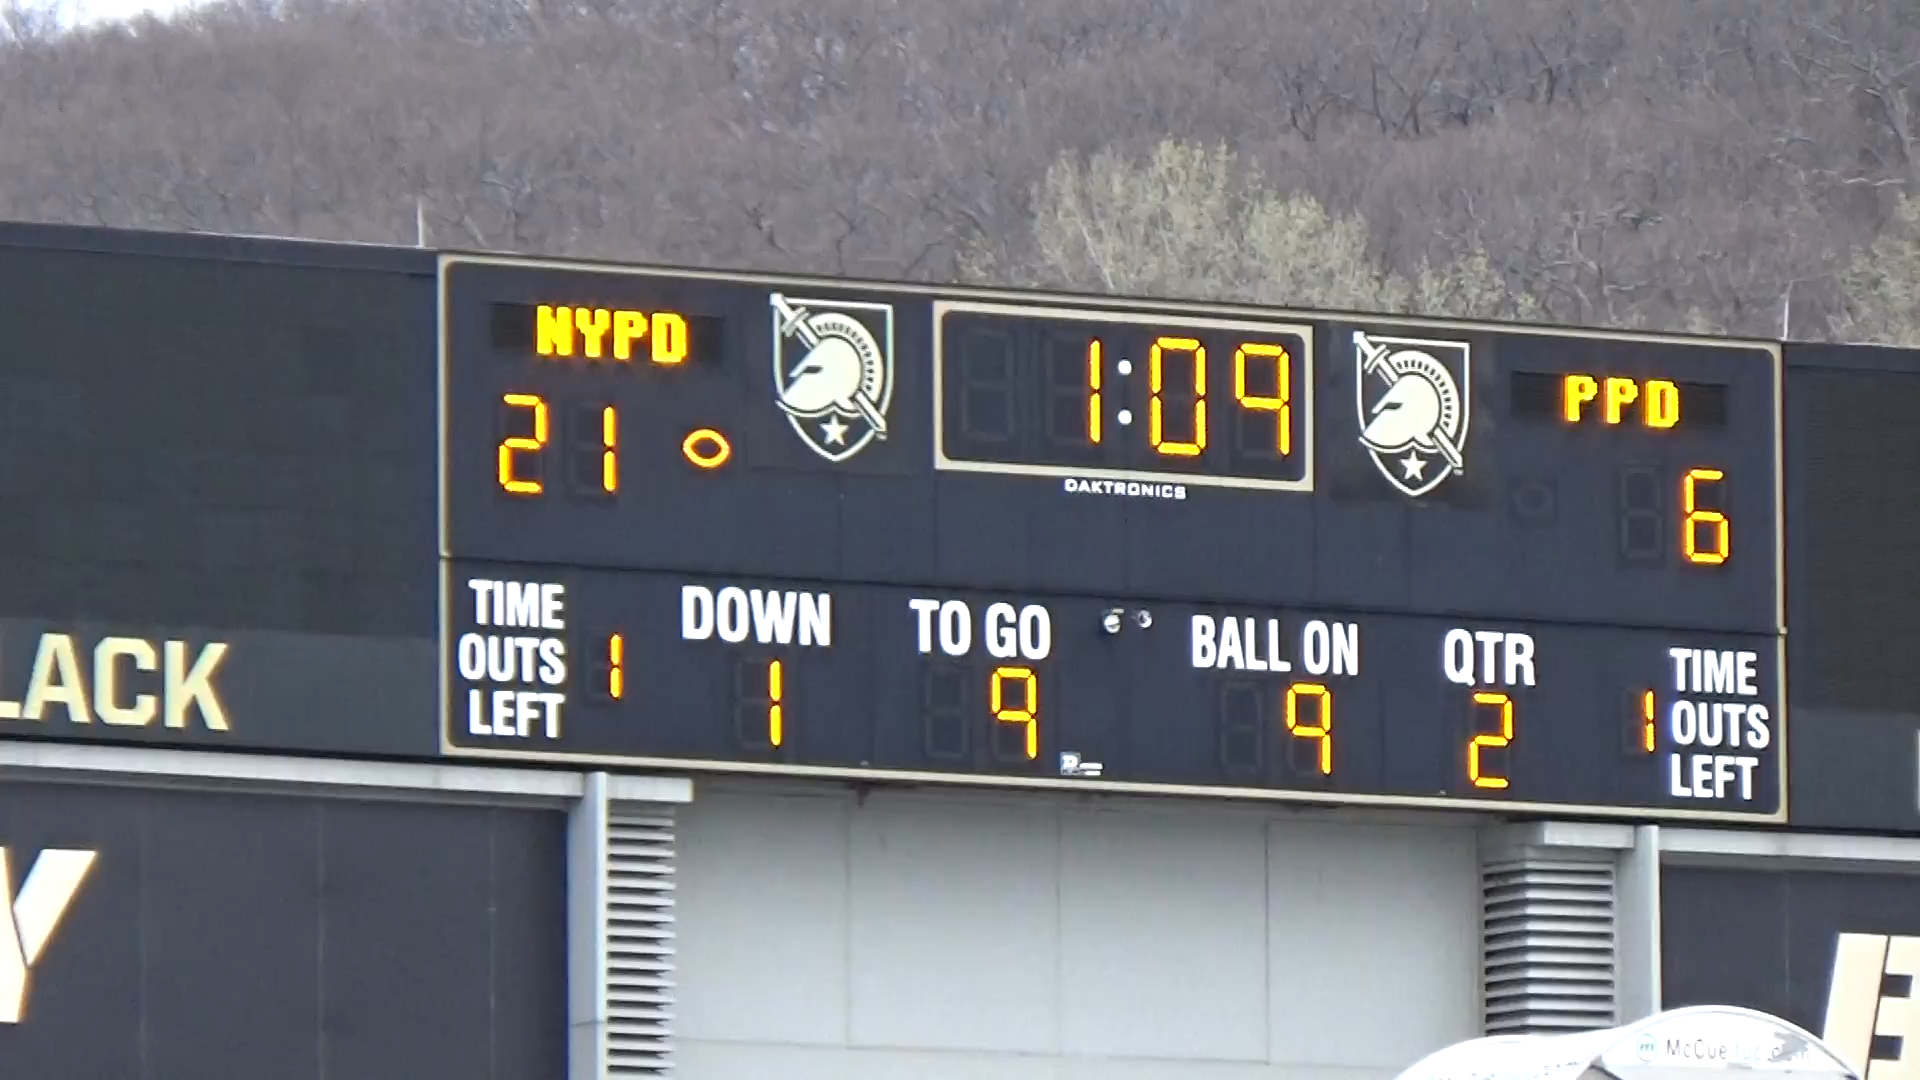 NYPD
1:09
PPD
21
6
DAKTRONICS
TIME OUTS LEFT 1
DOWN 1
TO GO 9
BALL ON 9
QTR 2
1 TIME OUTS LEFT
LACK
Y
McCue